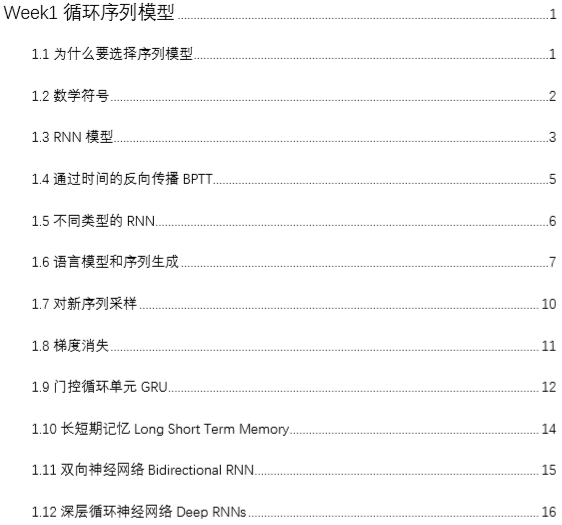 Week1 循环序列模型 1
1.1 为什么要选择序列模型 1
1.2 数学符号 2
1.3 RNN 模型 3
1.4 通过时间的反向传播 BPTT 5
1.5 不同类型的 RNN 6
1.6 语言模型和序列生成 7
1.7 对新序列采样 10
1.8 梯度消失 11
1.9 门控循环单元 GRU 12
1.10 长短期记忆 Long Short Term Memory 14
1.11 双向神经网络 Bidirectional RNN 15
1.12 深层循环神经网络 Deep RNNs 16